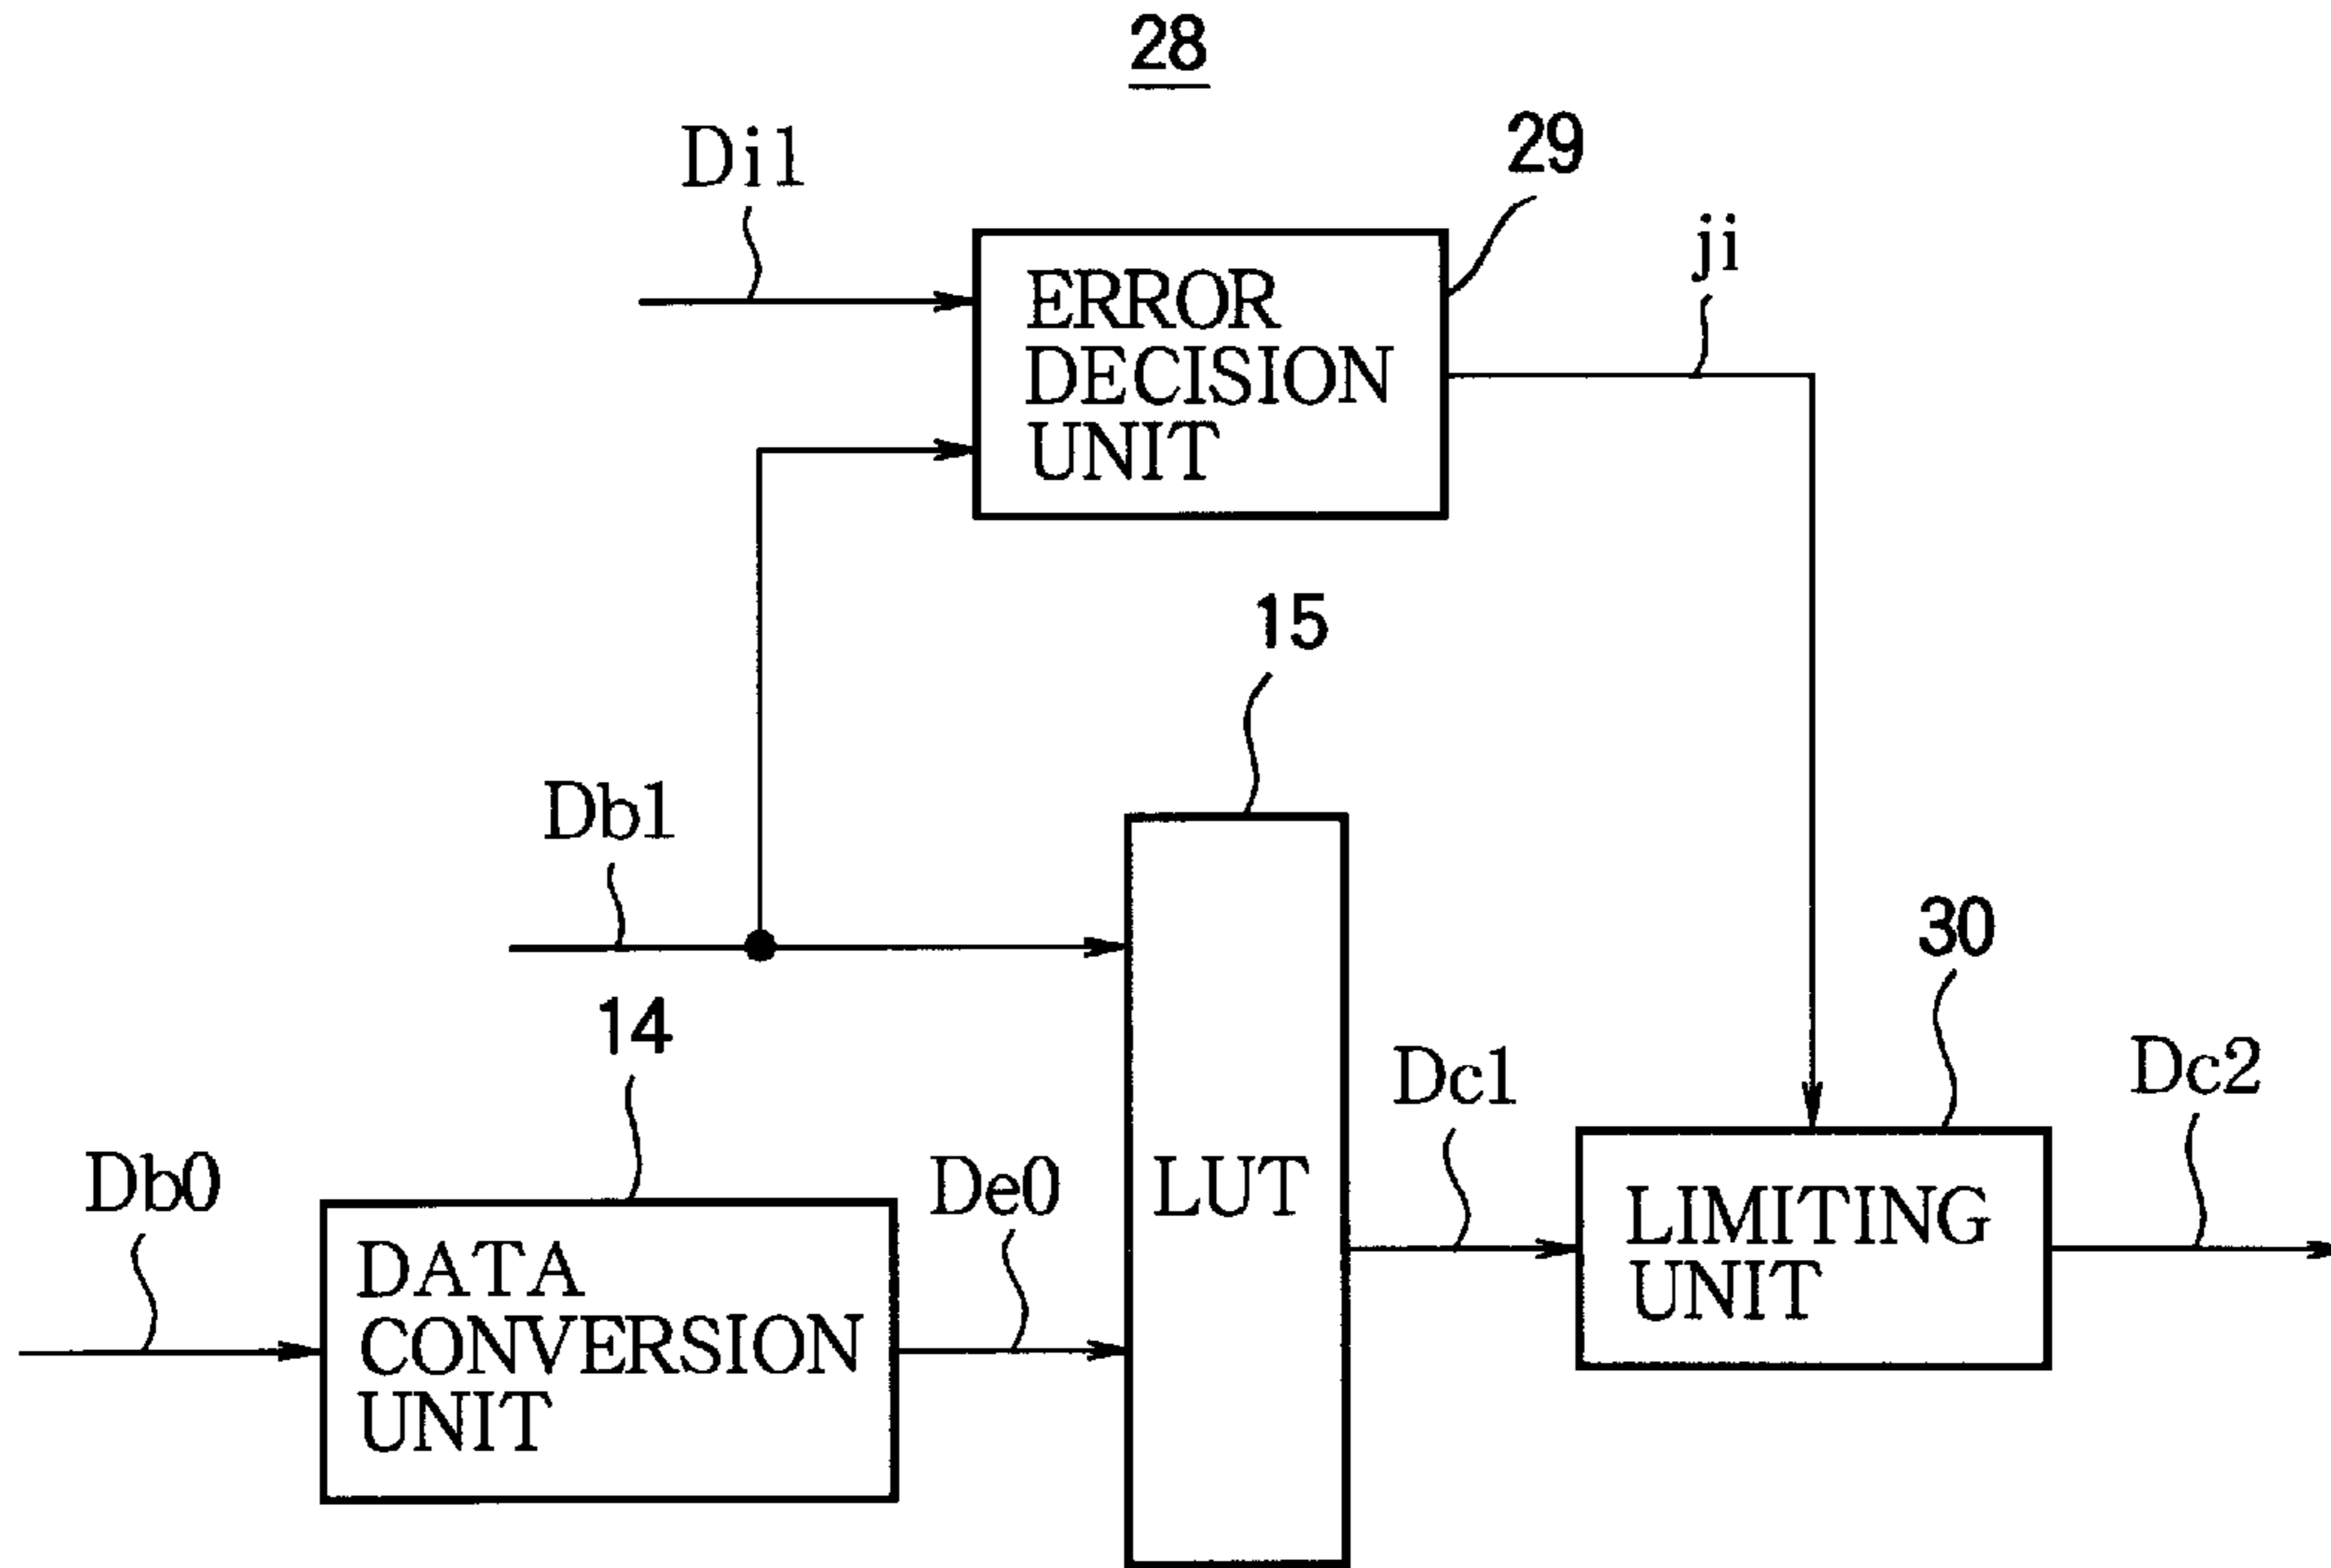 28
Di1
29
ji
ERROR
DECISION
UNIT
15
Db1
30
14
Dc1
Dc2
Db0
De0
LUT
LIMITING
UNIT
DATA
CONVERSION
UNIT